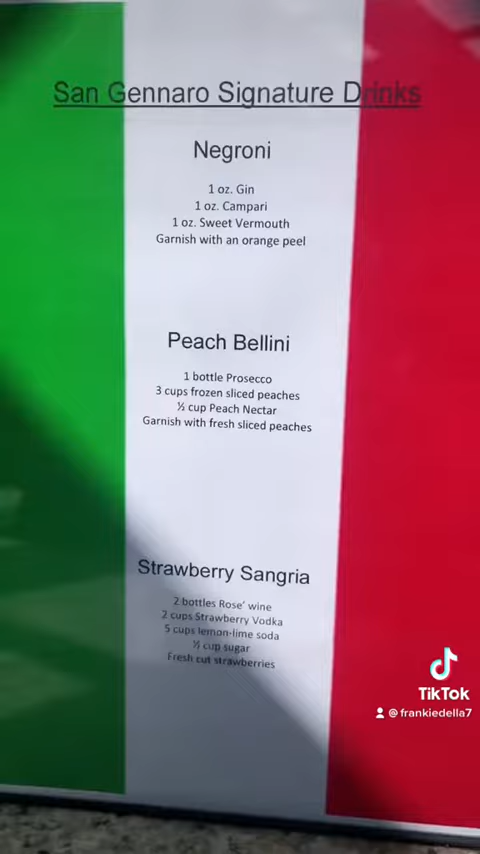 San Gennaro Signature Drinks
Negroni
1 oz. Gin
1 oz. Campari
1 oz. Sweet Vermouth
Garnish with an orange peel
Peach Bellini
1 bottle Prosecco
3 cups frozen sliced peaches
½ cup Peach Nectar
Garnish with fresh sliced peaches
Strawberry Sangria
2 bottles Rose' wine
2 cups Strawberry Vodka
5 cups lemon-lime soda
½ cup sugar
Fresh cut strawberries
TikTok
@frankiedella7